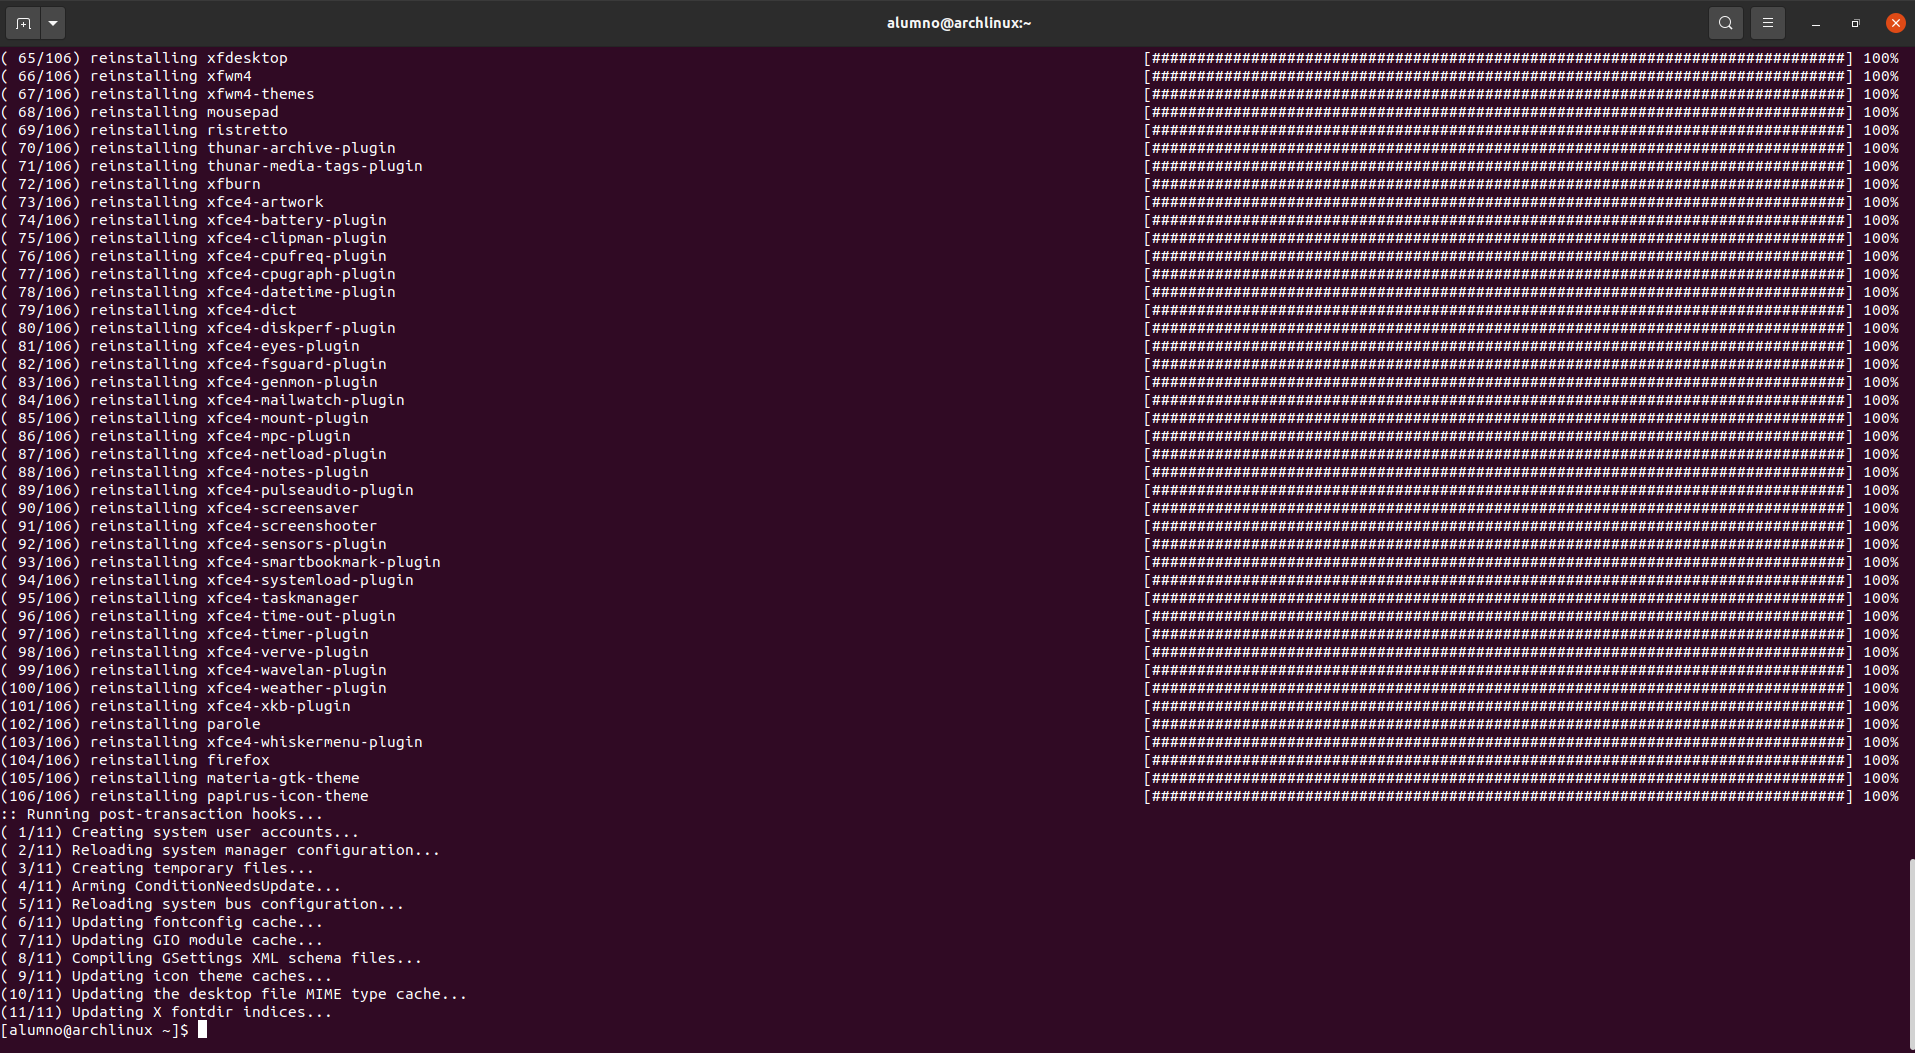 alumno@archlinux:~
( 65/106) reinstalling xfdesktop [#############################################################################] 100%
( 66/106) reinstalling xfwm4 [#############################################################################] 100%
( 67/106) reinstalling xfwm4-themes [#############################################################################] 100%
( 68/106) reinstalling mousepad [#############################################################################] 100%
( 69/106) reinstalling ristretto [#############################################################################] 100%
( 70/106) reinstalling thunar-archive-plugin [#############################################################################] 100%
( 71/106) reinstalling thunar-media-tags-plugin [#############################################################################] 100%
( 72/106) reinstalling xfburn [#############################################################################] 100%
( 73/106) reinstalling xfce4-artwork [#############################################################################] 100%
( 74/106) reinstalling xfce4-battery-plugin [#############################################################################] 100%
( 75/106) reinstalling xfce4-clipman-plugin [#############################################################################] 100%
( 76/106) reinstalling xfce4-cpufreq-plugin [#############################################################################] 100%
( 77/106) reinstalling xfce4-cpugraph-plugin [#############################################################################] 100%
( 78/106) reinstalling xfce4-datetime-plugin [#############################################################################] 100%
( 79/106) reinstalling xfce4-dict [#############################################################################] 100%
( 80/106) reinstalling xfce4-diskperf-plugin [#############################################################################] 100%
( 81/106) reinstalling xfce4-eyes-plugin [#############################################################################] 100%
( 82/106) reinstalling xfce4-fsguard-plugin [#############################################################################] 100%
( 83/106) reinstalling xfce4-genmon-plugin [#############################################################################] 100%
( 84/106) reinstalling xfce4-mailwatch-plugin [#############################################################################] 100%
( 85/106) reinstalling xfce4-mount-plugin [#############################################################################] 100%
( 86/106) reinstalling xfce4-mpc-plugin [#############################################################################] 100%
( 87/106) reinstalling xfce4-netload-plugin [#############################################################################] 100%
( 88/106) reinstalling xfce4-notes-plugin [#############################################################################] 100%
( 89/106) reinstalling xfce4-pulseaudio-plugin [#############################################################################] 100%
( 90/106) reinstalling xfce4-screensaver [#############################################################################] 100%
( 91/106) reinstalling xfce4-screenshooter [#############################################################################] 100%
( 92/106) reinstalling xfce4-sensors-plugin [#############################################################################] 100%
( 93/106) reinstalling xfce4-smartbookmark-plugin [#############################################################################] 100%
( 94/106) reinstalling xfce4-systemload-plugin [#############################################################################] 100%
( 95/106) reinstalling xfce4-taskmanager [#############################################################################] 100%
( 96/106) reinstalling xfce4-time-out-plugin [#############################################################################] 100%
( 97/106) reinstalling xfce4-timer-plugin [#############################################################################] 100%
( 98/106) reinstalling xfce4-verve-plugin [#############################################################################] 100%
( 99/106) reinstalling xfce4-wavelan-plugin [#############################################################################] 100%
(100/106) reinstalling xfce4-weather-plugin [#############################################################################] 100%
(101/106) reinstalling xfce4-xkb-plugin [#############################################################################] 100%
(102/106) reinstalling parole [#############################################################################] 100%
(103/106) reinstalling xfce4-whiskermenu-plugin [#############################################################################] 100%
(104/106) reinstalling firefox [#############################################################################] 100%
(105/106) reinstalling materia-gtk-theme [#############################################################################] 100%
(106/106) reinstalling papirus-icon-theme [#############################################################################] 100%
:: Running post-transaction hooks...
( 1/11) Creating system user accounts...
( 2/11) Reloading system manager configuration...
( 3/11) Creating temporary files...
( 4/11) Arming ConditionNeedsUpdate...
( 5/11) Reloading system bus configuration...
( 6/11) Updating fontconfig cache...
( 7/11) Updating GIO module cache...
( 8/11) Compiling GSettings XML schema files...
( 9/11) Updating icon theme caches...
(10/11) Updating the desktop file MIME type cache...
(11/11) Updating X fontdir indices...
[alumno@archlinux ~]$